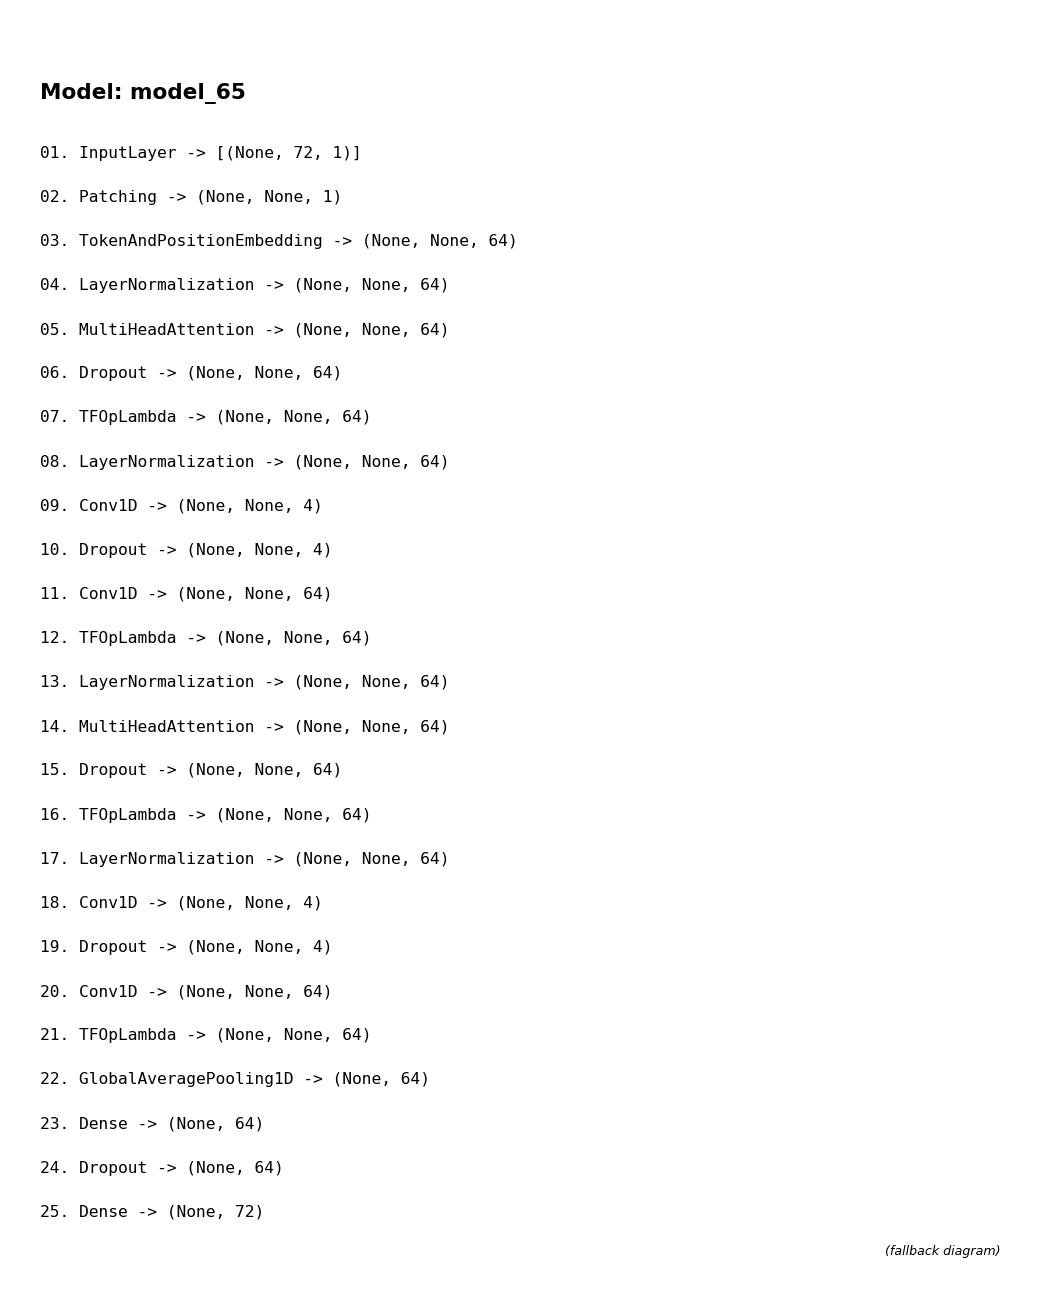 Model: model_65
01. InputLayer -> [(None, 72, 1)]
02. Patching -> (None, None, 1)
03. TokenAndPositionEmbedding -> (None, None, 64)
04. LayerNormalization -> (None, None, 64)
05. MultiHeadAttention -> (None, None, 64)
06. Dropout -> (None, None, 64)
07. TFOpLambda -> (None, None, 64)
08. LayerNormalization -> (None, None, 64)
09. Conv1D -> (None, None, 4)
10. Dropout -> (None, None, 4)
11. Conv1D -> (None, None, 64)
12. TFOpLambda -> (None, None, 64)
13. LayerNormalization -> (None, None, 64)
14. MultiHeadAttention -> (None, None, 64)
15. Dropout -> (None, None, 64)
16. TFOpLambda -> (None, None, 64)
17. LayerNormalization -> (None, None, 64)
18. Conv1D -> (None, None, 4)
19. Dropout -> (None, None, 4)
20. Conv1D -> (None, None, 64)
21. TFOpLambda -> (None, None, 64)
22. GlobalAveragePooling1D -> (None, 64)
23. Dense -> (None, 64)
24. Dropout -> (None, 64)
25. Dense -> (None, 72)
(fallback diagram)